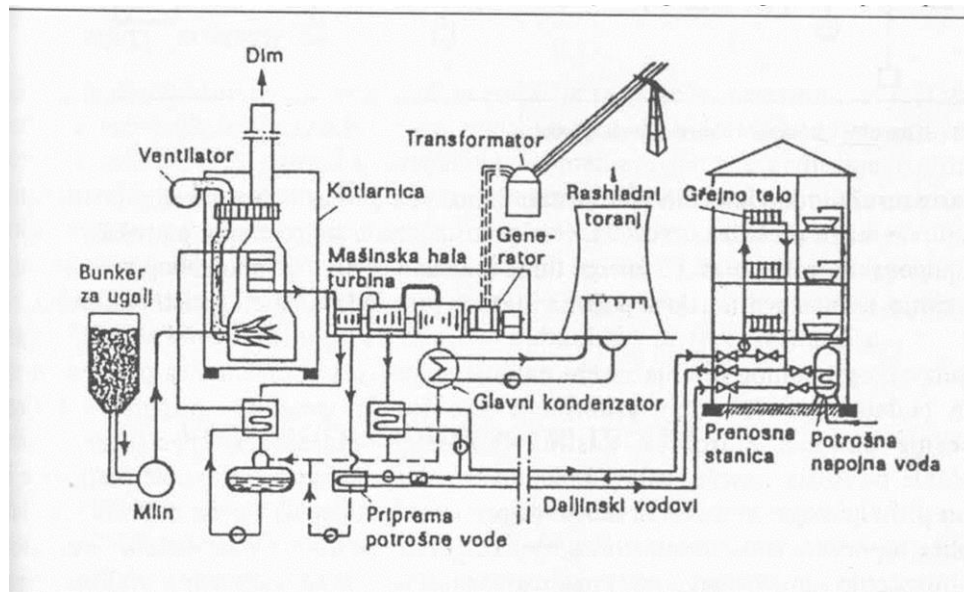 Dim
Transformator
Ventilator
Kotlarnica
Rashladni
toranj
Grejno telo
Gene-
rator
Mašinska hala
turbina
Bunker
za ugalj
Glavni kondenzator
Prenosna
stanica
Potrošna
napojna voda
Mlin
Priprema
potrošne vode
Daljinski vodovi